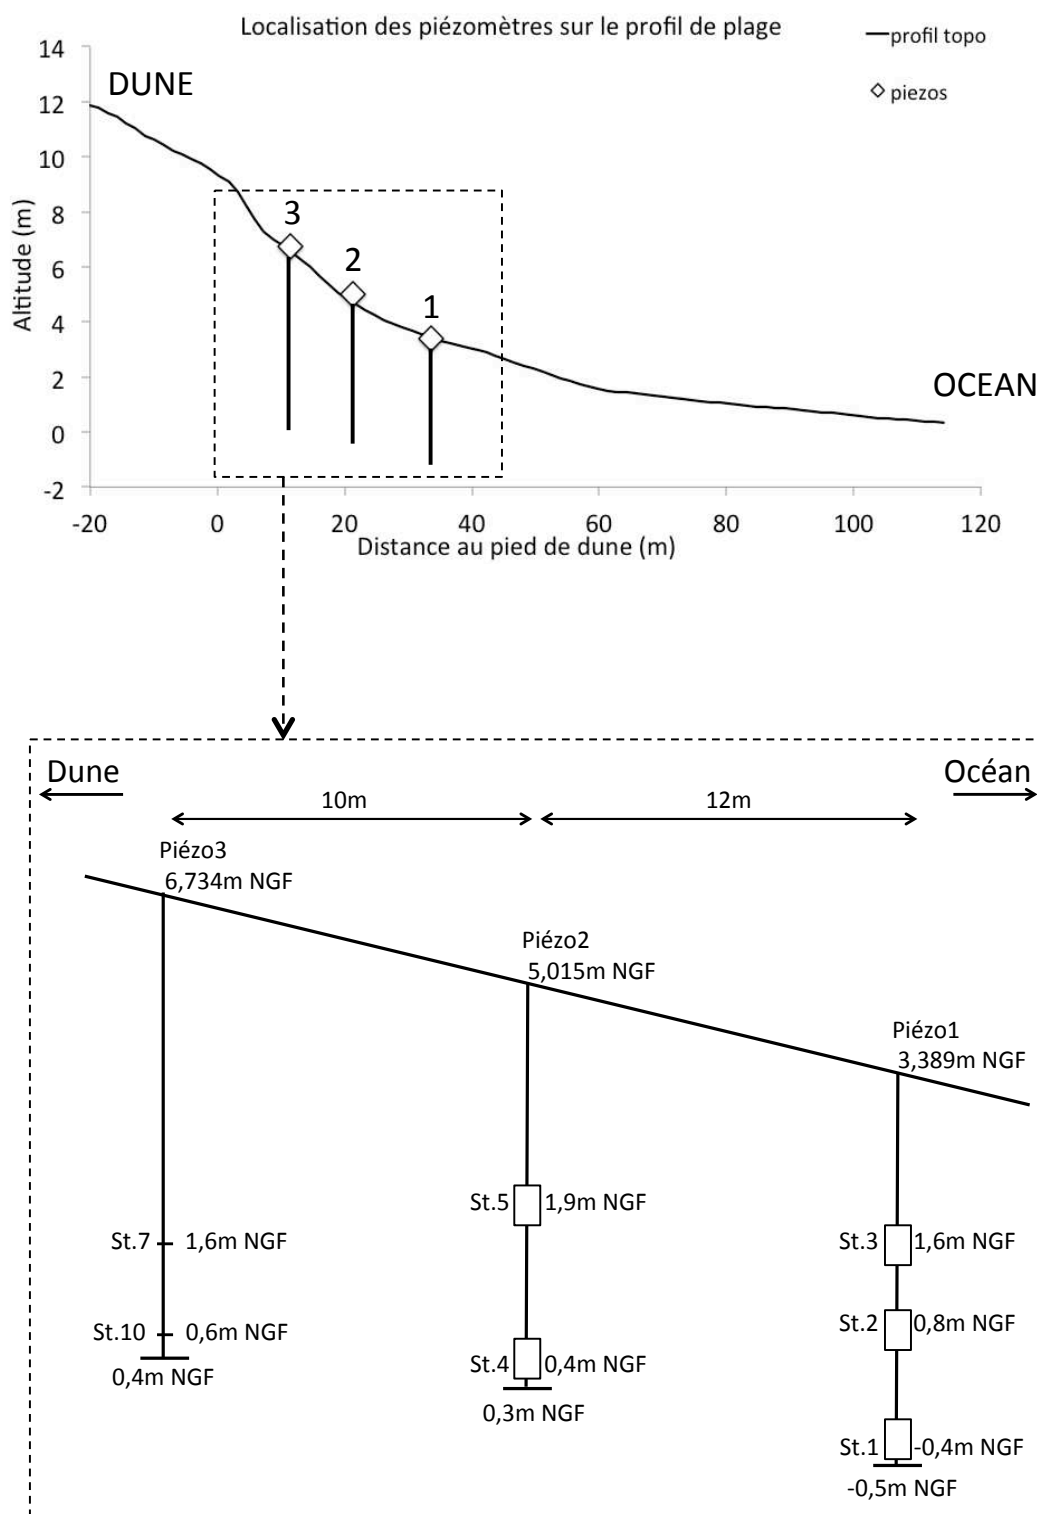 Localisation des piézomètres sur le profil de plage
profil topo
piezos
DUNE
OCEAN
Altitude (m)
14
12
10
8
6
4
2
0
-2
3
2
1
-20
0
20
40
60
80
100
120
Distance au pied de dune (m)
Dune
Océan
10m
12m
Piézo3
6,734m NGF
Piézo2
5,015m NGF
Piézo1
3,389m NGF
St.5
1,9m NGF
St.7
1,6m NGF
St.3
1,6m NGF
St.10
0,6m NGF
St.2
0,8m NGF
0,4m NGF
St.4
0,4m NGF
0,3m NGF
St.1
-0,4m NGF
-0,5m NGF